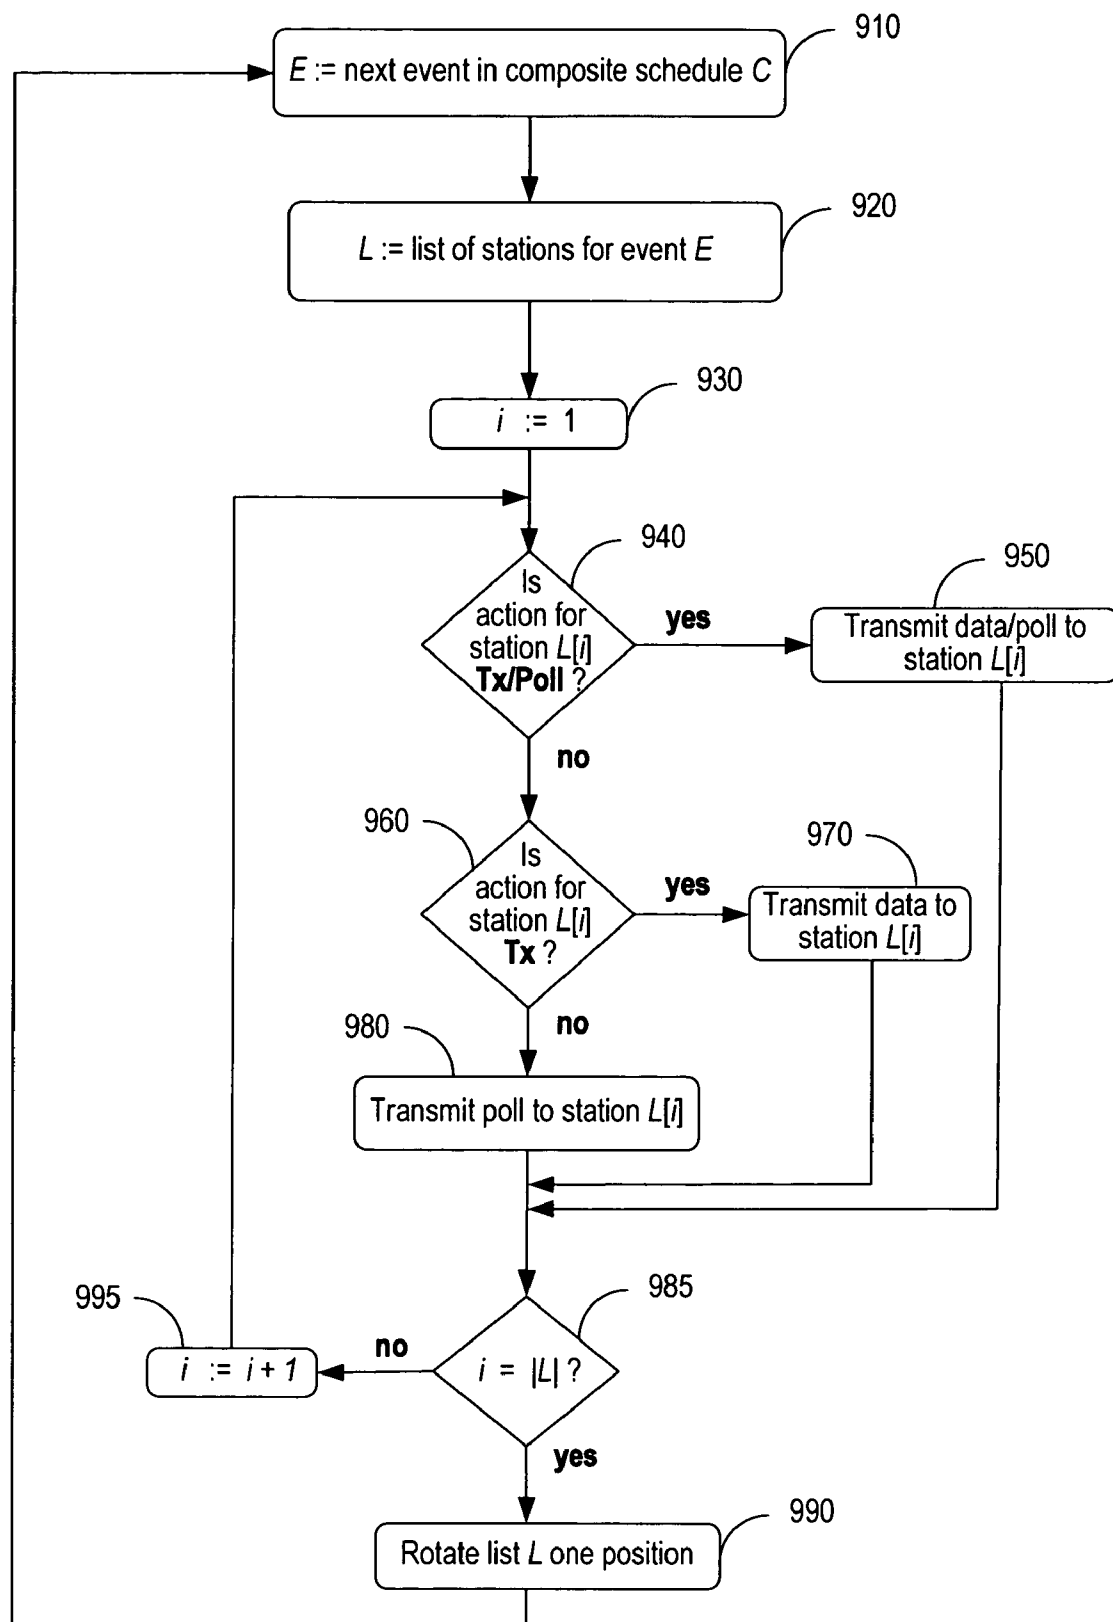 910
E := next event in composite schedule C
920
L := list of stations for event E
930
i := 1
940
Is
action for
station L[i]
Tx/Poll ?
yes
950
Transmit data/poll to
station L[i]
no
960
Is
action for
station L[i]
Tx ?
yes
970
Transmit data to
station L[i]
no
980
Transmit poll to station L[i]
985
i = |L| ?
no
995
i := i + 1
yes
990
Rotate list L one position